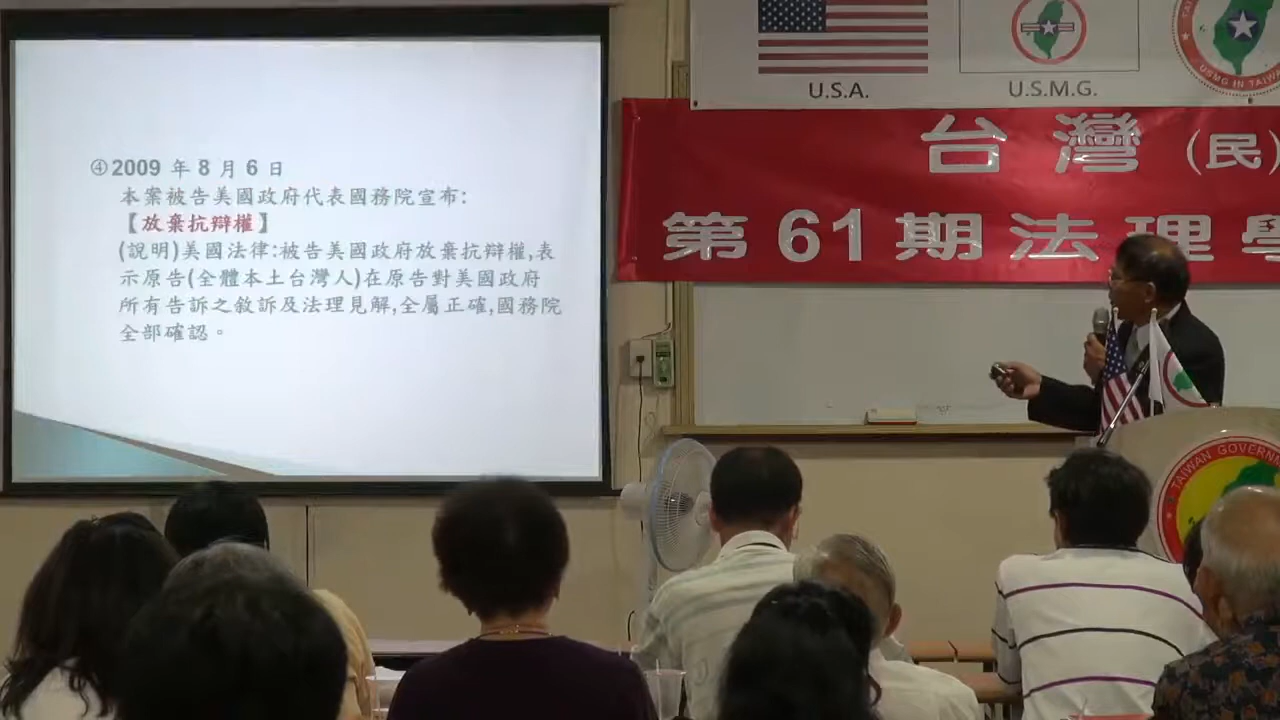 ④2009 年 8 月 6 日
本案被告美國政府代表國務院宣布:
【放棄抗辯權】
(說明)美國法律:被告美國政府放棄抗辯權,表
示原告(全體本土台灣人)在原告對美國政府
所有告訴之敘訴及法理見解,全屬正確,國務院
全部確認。
U.S.A.
U.S.M.G.
USMG IN TAIWAN
台灣(民)
第61期法理學
TAIWAN GOVERN